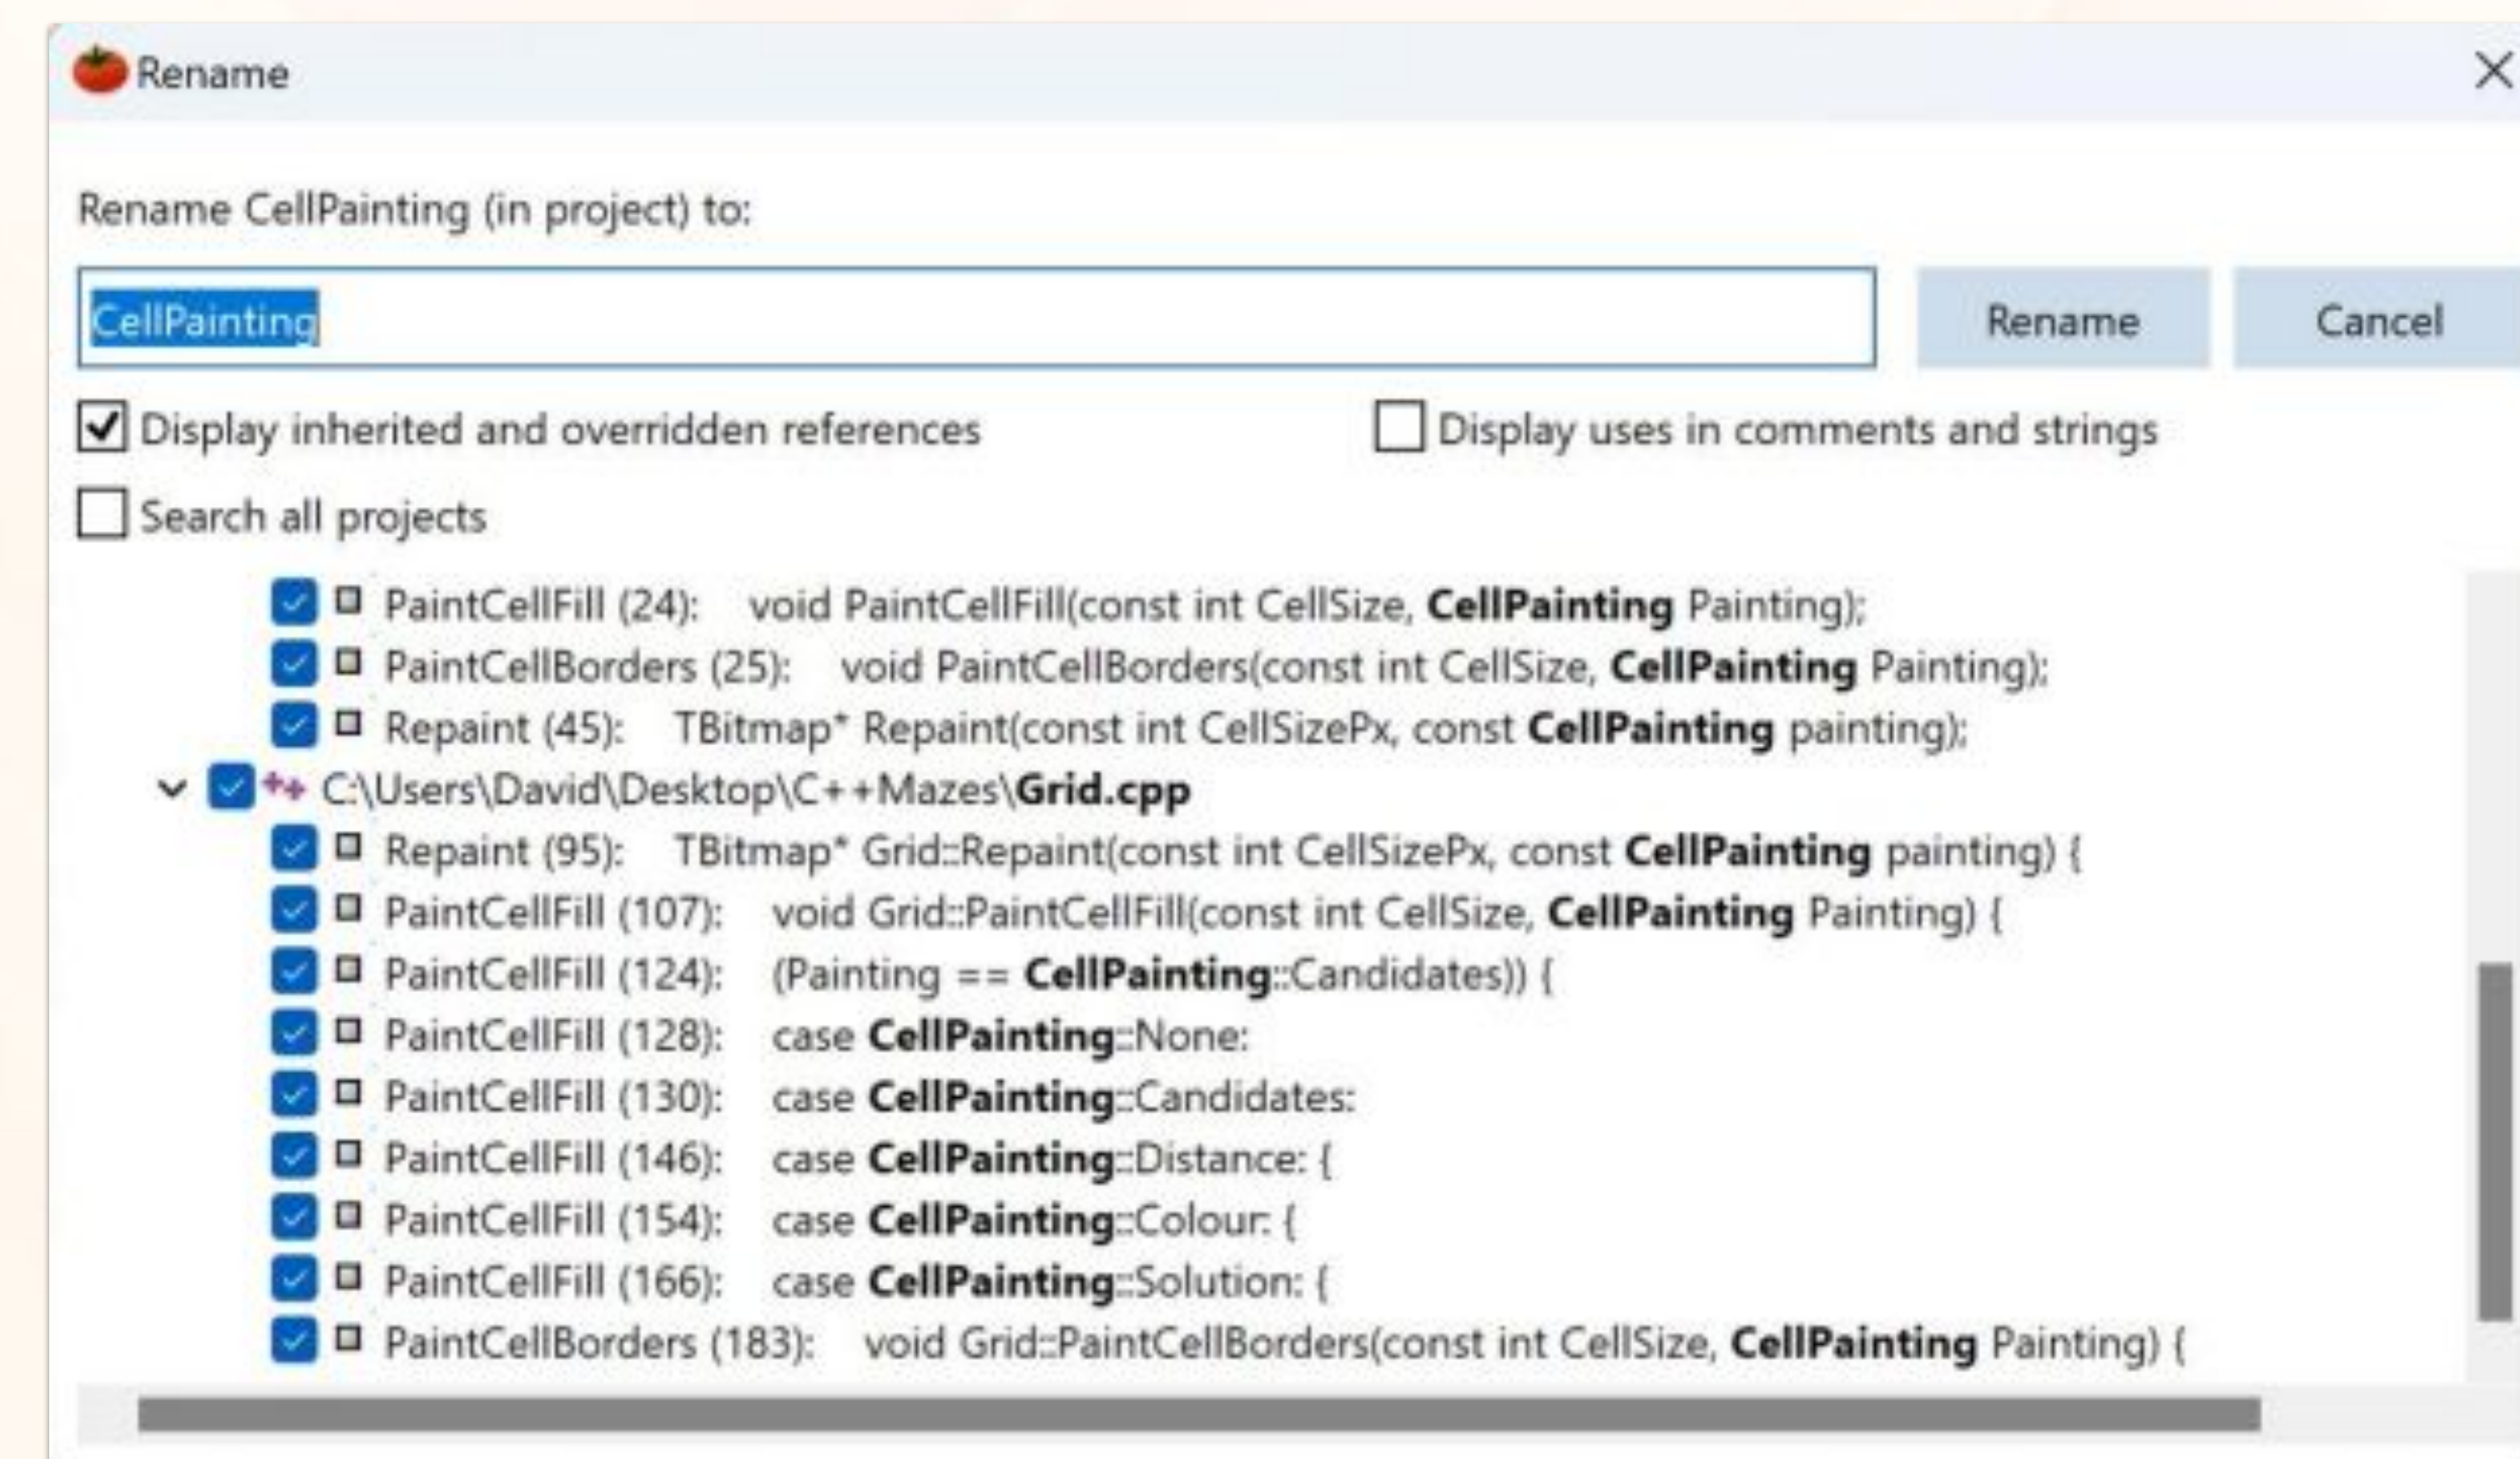 Rename
Rename CellPainting (in project) to:
CellPainting
Rename
Cancel
Display inherited and overridden references
Display uses in comments and strings
Search all projects
PaintCellFill (24): void PaintCellFill(const int CellSize, CellPainting Painting);
PaintCellBorders (25): void PaintCellBorders(const int CellSize, CellPainting Painting);
Repaint (45): TBitmap* Repaint(const int CellSizePx, const CellPainting painting);
C:\Users\David\Desktop\C++Mazes\Grid.cpp
Repaint (95): TBitmap* Grid::Repaint(const int CellSizePx, const CellPainting painting) {
PaintCellFill (107): void Grid::PaintCellFill(const int CellSize, CellPainting Painting) {
PaintCellFill (124): (Painting == CellPainting::Candidates)) {
PaintCellFill (128): case CellPainting::None:
PaintCellFill (130): case CellPainting::Candidates:
PaintCellFill (146): case CellPainting::Distance: {
PaintCellFill (154): case CellPainting::Colour: {
PaintCellFill (166): case CellPainting::Solution: {
PaintCellBorders (183): void Grid::PaintCellBorders(const int CellSize, CellPainting Painting) {